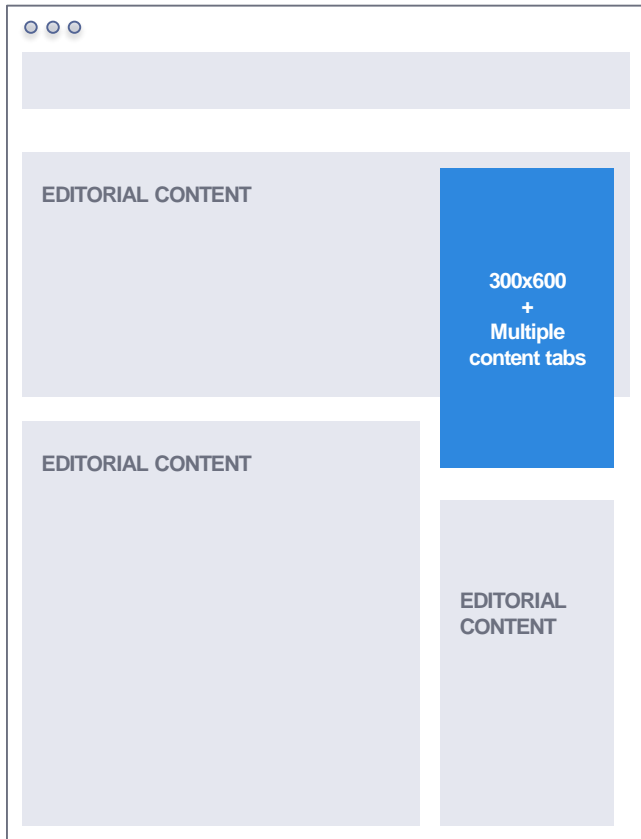 EDITORIAL CONTENT
300x600
+
Multiple
content tabs
EDITORIAL CONTENT
EDITORIAL
CONTENT